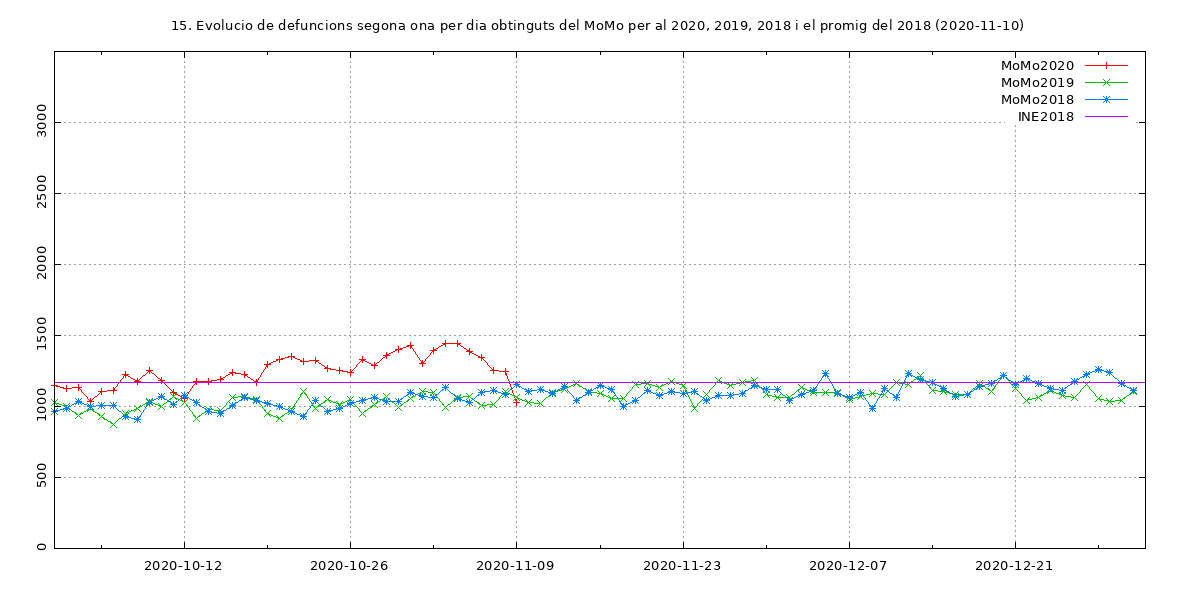 15. Evolucio de defuncions segona ona per dia obtinguts del MoMo per al 2020, 2019, 2018 i el promig del 2018 (2020-11-10)
MoMo2020
MoMo2019
MoMo2018
INE2018
3000
2500
2000
1500
1000
500
0
2020-10-12 2020-10-26 2020-11-09 2020-11-23 2020-12-07 2020-12-21